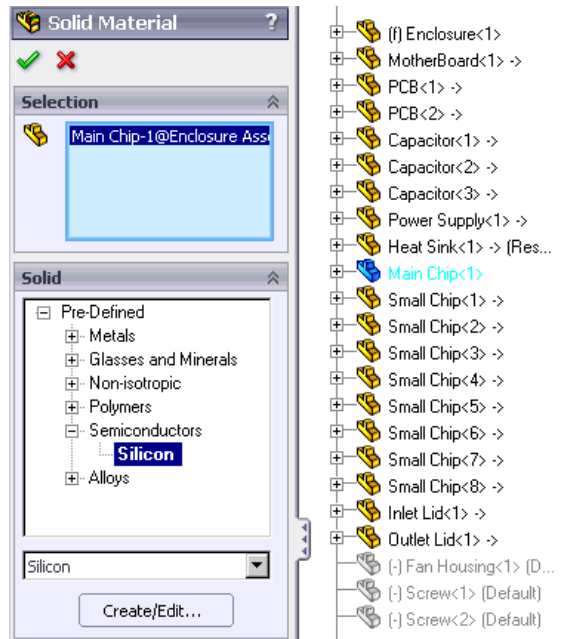 Solid Material ?
Selection
Main Chip-1@Enclosure Ass
Solid
Pre-Defined
Metals
Glasses and Minerals
Non-isotropic
Polymers
Semiconductors
Silicon
Alloys
Silicon
Create/Edit...
(f) Enclosure<1>
MotherBoard<1> ->
PCB<1> ->
PCB<2> ->
Capacitor<1> ->
Capacitor<2> ->
Capacitor<3> ->
Power Supply<1> ->
Heat Sink<1> -> (Res...
Main Chip<1>
Small Chip<1> ->
Small Chip<2> ->
Small Chip<3> ->
Small Chip<4> ->
Small Chip<5> ->
Small Chip<6> ->
Small Chip<7> ->
Small Chip<8> ->
Inlet Lid<1> ->
Outlet Lid<1> ->
(-) Fan Housing<1> (D...
(-) Screw<1> (Default)
(-) Screw<2> (Default)